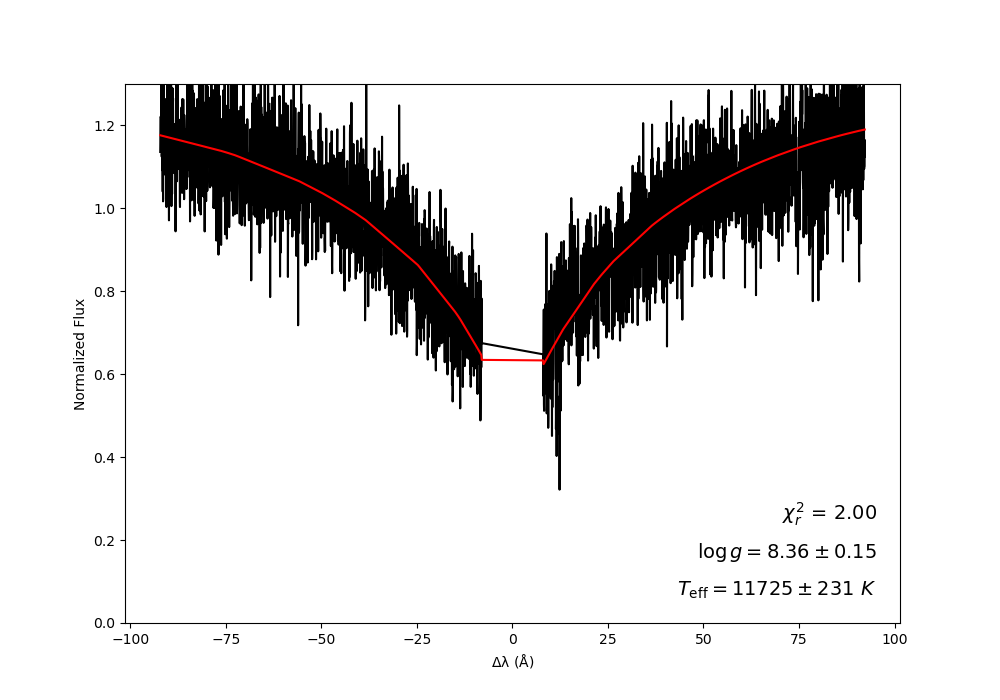 1.2
1.0
0.8
0.6
0.4
0.2
0.0
Normalized Flux
χ²ᵣ = 2.00
log g = 8.36 ± 0.15
T_eff = 11725 ± 231 K
−100 −75 −50 −25 0 25 50 75 100
Δλ (Å)